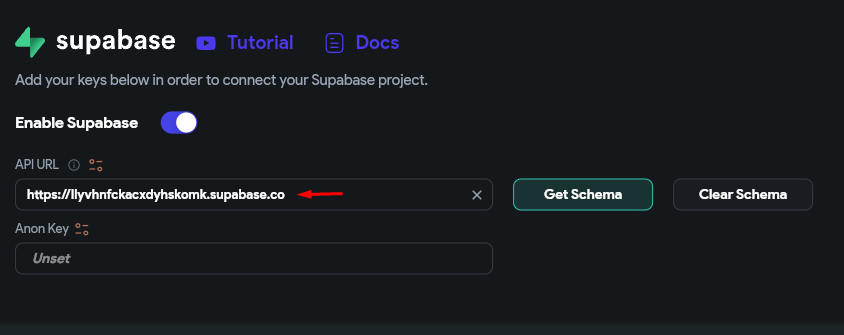 supabase Tutorial Docs
Add your keys below in order to connect your Supabase project.
Enable Supabase
API URL
https://llyvhnfckacxdyhskomk.supabase.co Get Schema Clear Schema
Anon Key
Unset